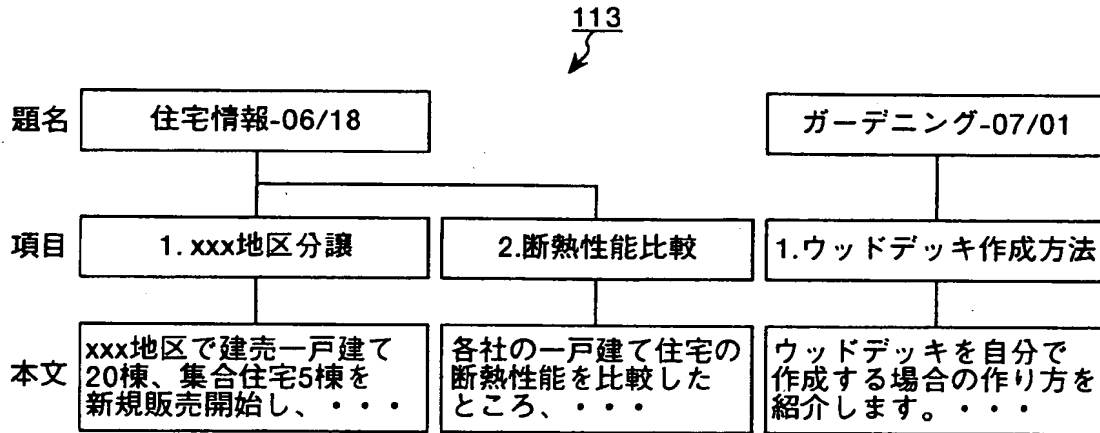 113
題名
住宅情報-06/18
ガーデニング-07/01
項目
1. xxx地区分譲
2.断熱性能比較
1.ウッドデッキ作成方法
本文
xxx地区で建売一戸建て
20棟、集合住宅5棟を
新規販売開始し、・・・
各社の一戸建て住宅の
断熱性能を比較した
ところ、・・・
ウッドデッキを自分で
作成する場合の作り方を
紹介します。・・・